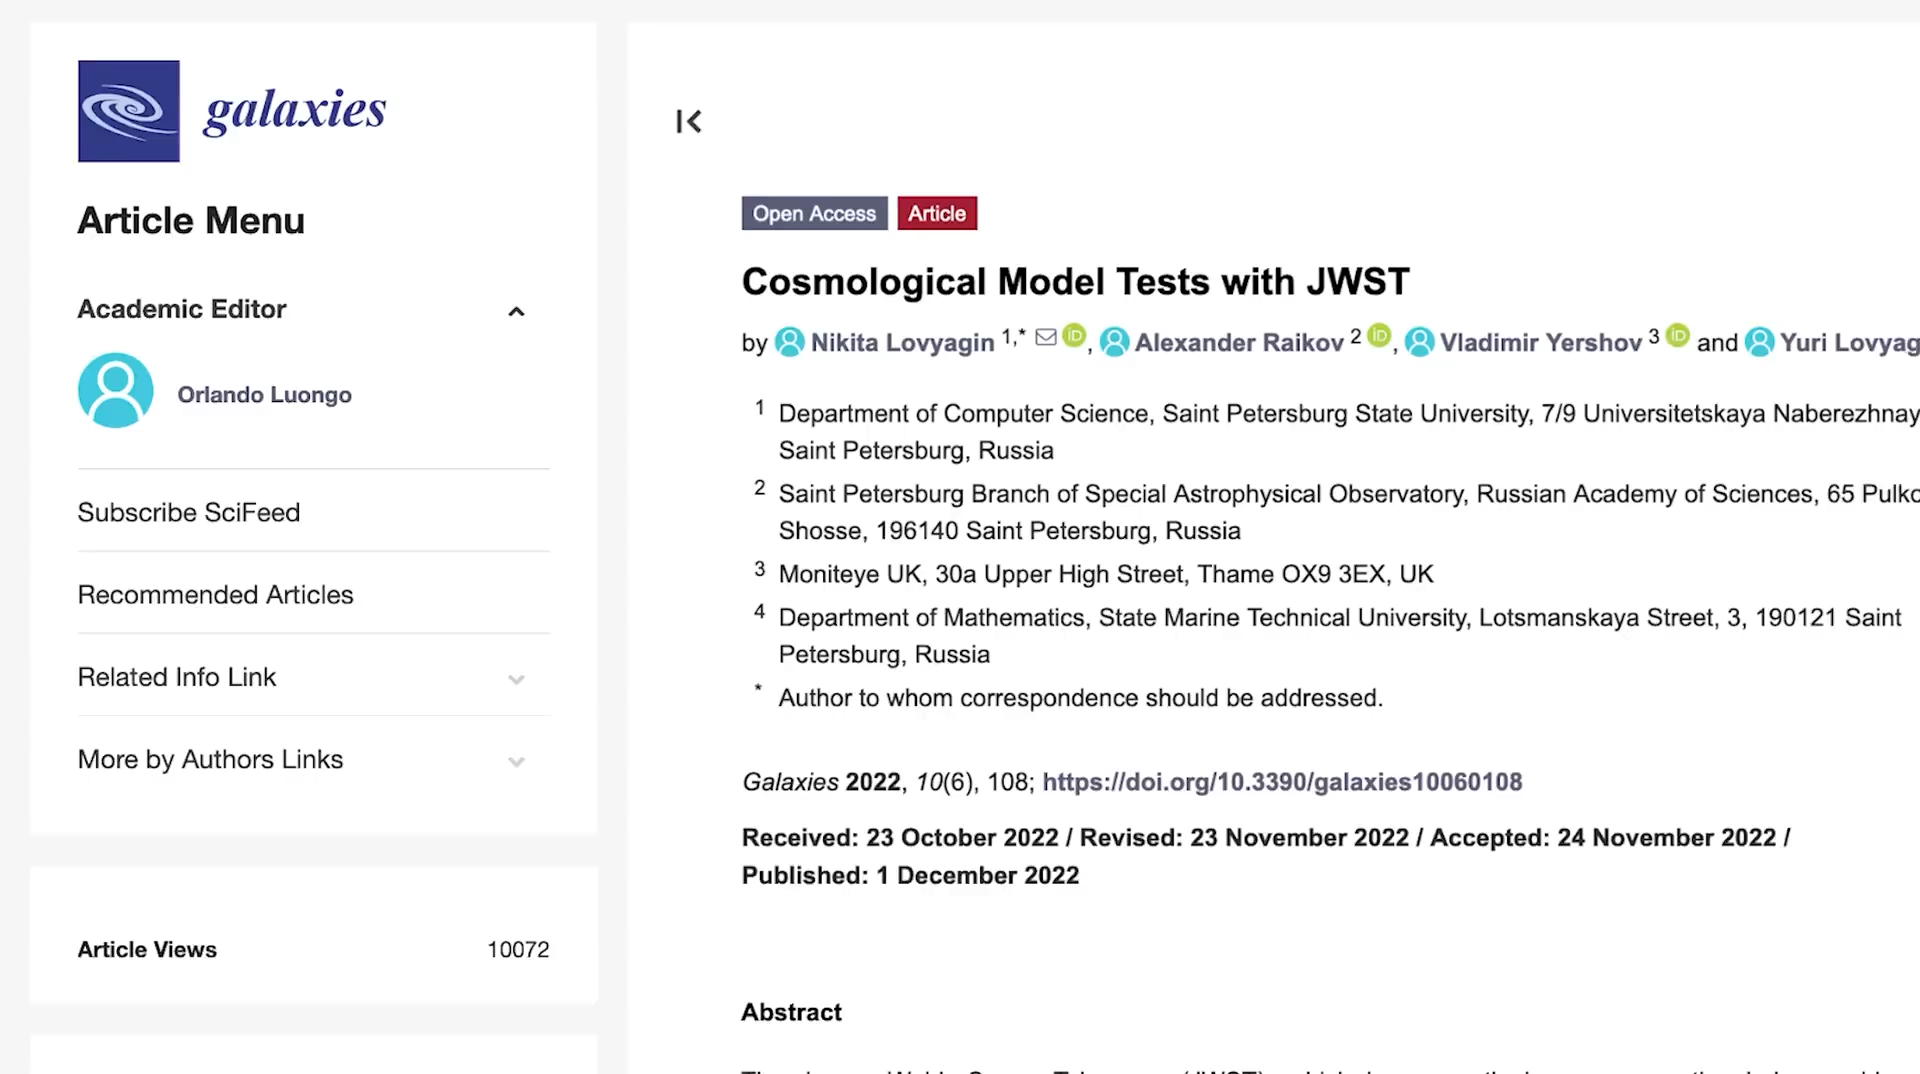 galaxies
Article Menu
Academic Editor
Orlando Luongo
Subscribe SciFeed
Recommended Articles
Related Info Link
More by Authors Links
Article Views 10072
Open Access Article
Cosmological Model Tests with JWST
by Nikita Lovyagin 1,* iD, Alexander Raikov 2 iD, Vladimir Yershov 3 iD and Yuri
1 Department of Computer Science, Saint Petersburg State University, 7/9 Universitetskaya
Saint Petersburg, Russia
2 Saint Petersburg Branch of Special Astrophysical Observatory, Russian Academy of Sciences, 65
Shosse, 196140 Saint Petersburg, Russia
3 Moniteye UK, 30a Upper High Street, Thame OX9 3EX, UK
4 Department of Mathematics, State Marine Technical University, Lotsmanskaya Street, 3, 190121 Saint
Petersburg, Russia
* Author to whom correspondence should be addressed.
Galaxies 2022, 10(6), 108; https://doi.org/10.3390/galaxies10060108
Received: 23 October 2022 / Revised: 23 November 2022 / Accepted: 24 November 2022 /
Published: 1 December 2022
Abstract